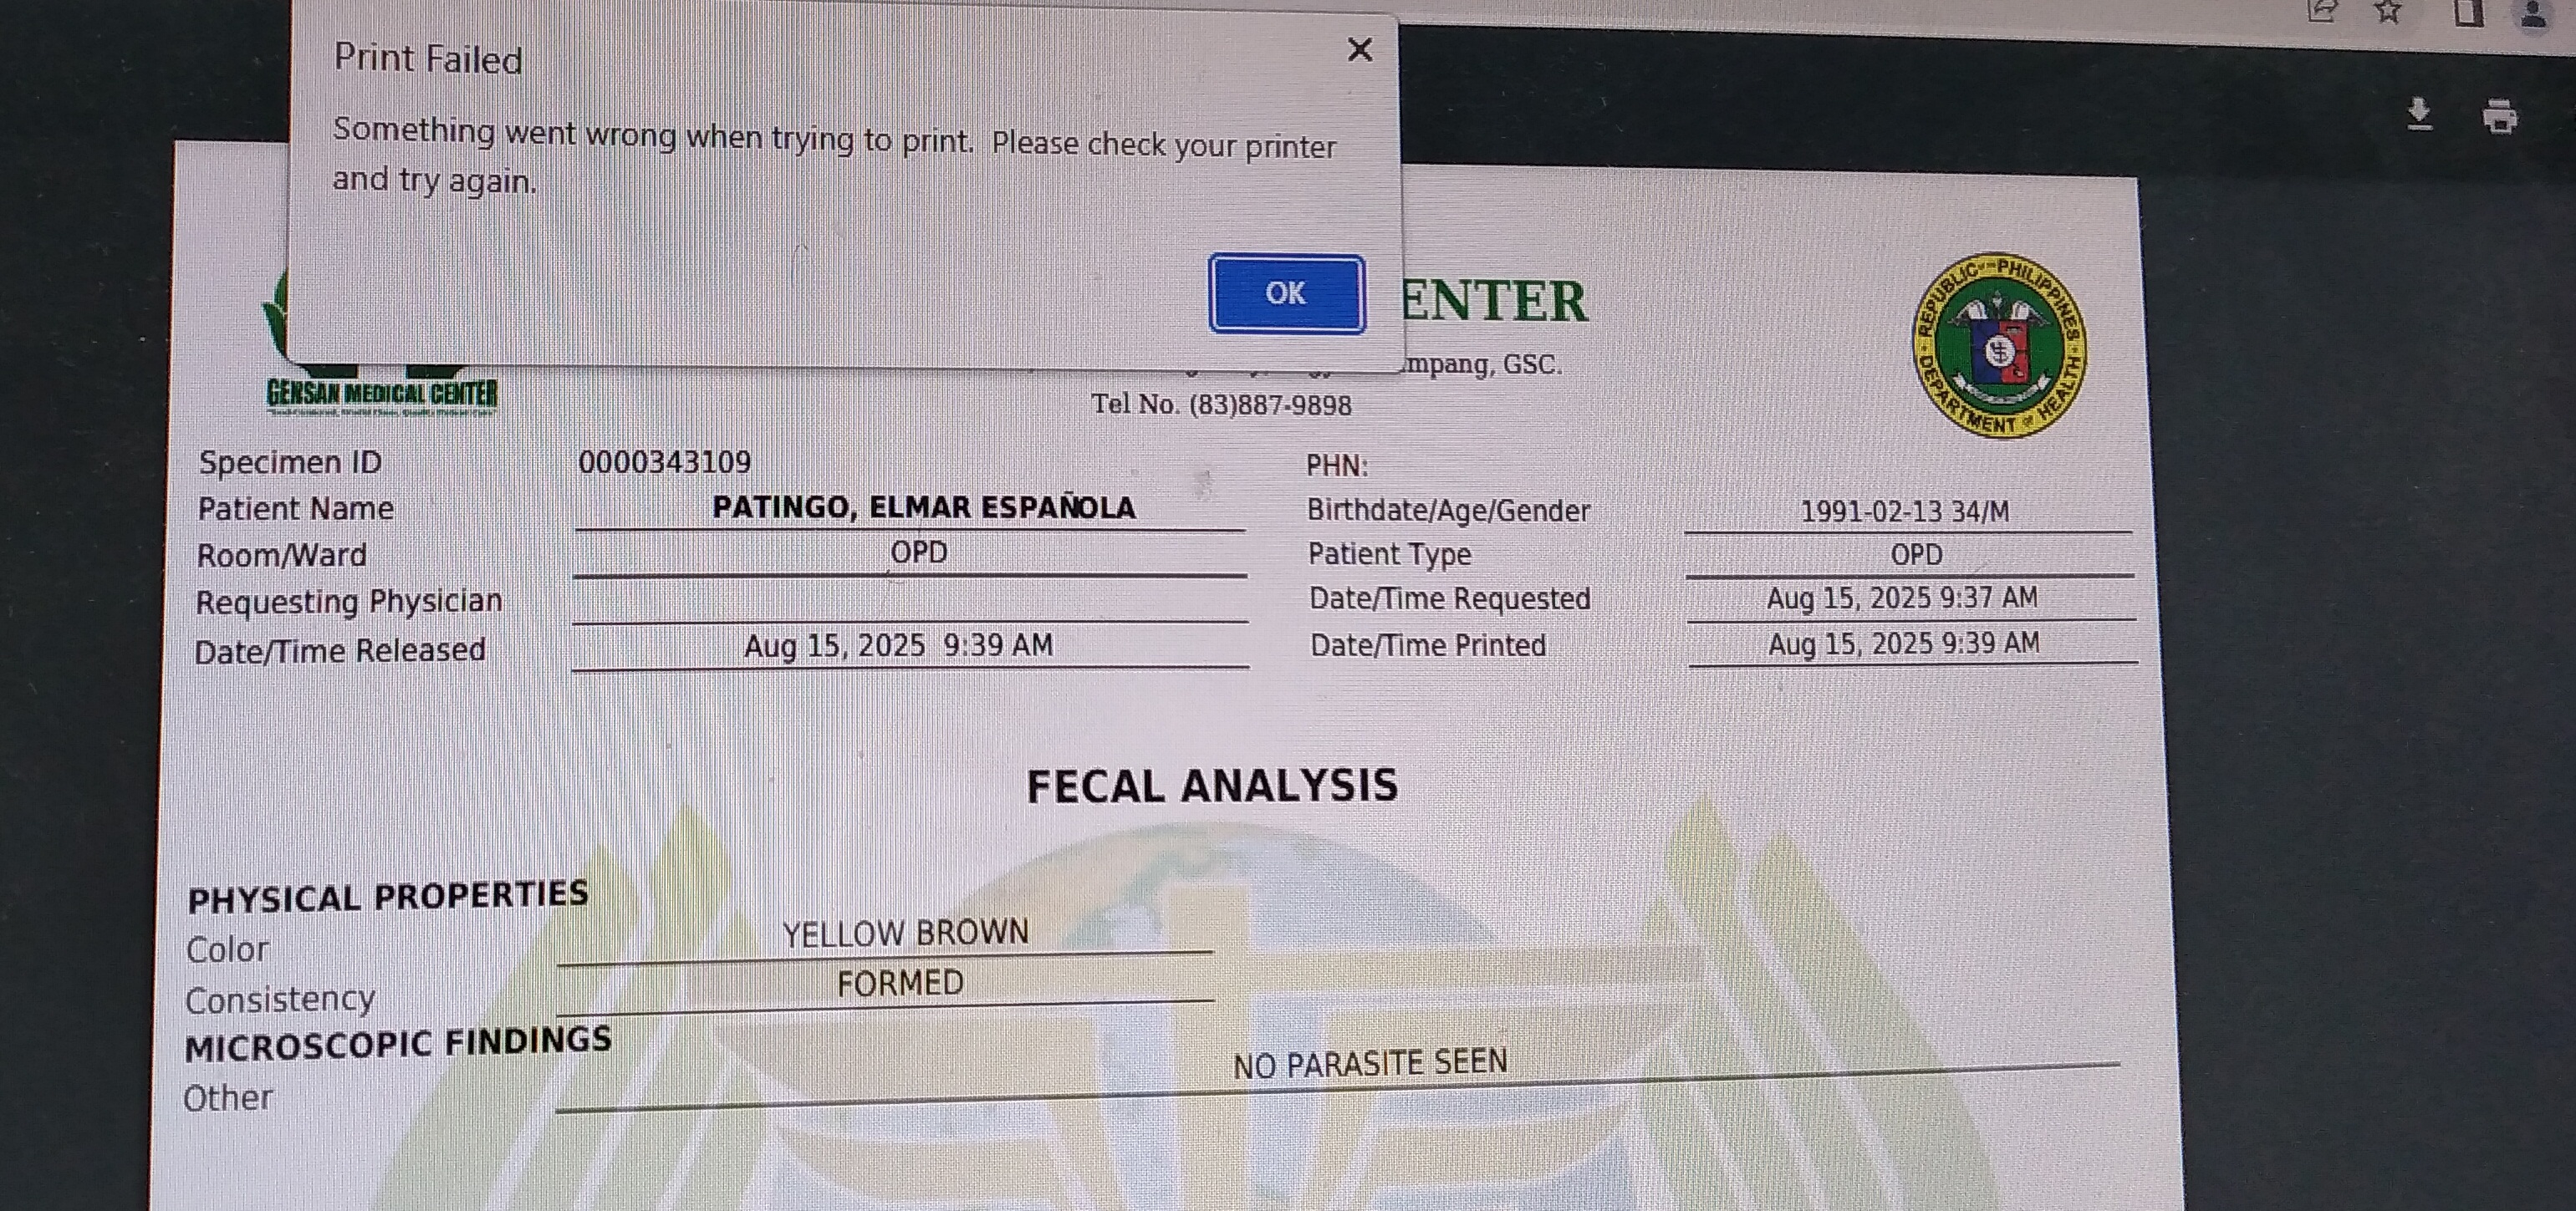 Print Failed
Something went wrong when trying to print. Please check your printer
and try again.
OK
ENTER
mpang, GSC.
Tel No. (83)887-9898
GENSAN MEDICAL CENTER
REPUBLIC PHILIPPINES
DEPARTMENT OF HEALTH
Specimen ID 0000343109 PHN:
Patient Name PATINGO, ELMAR ESPAÑOLA Birthdate/Age/Gender 1991-02-13 34/M
Room/Ward OPD Patient Type OPD
Requesting Physician Date/Time Requested Aug 15, 2025 9:37 AM
Date/Time Released Aug 15, 2025 9:39 AM Date/Time Printed Aug 15, 2025 9:39 AM
FECAL ANALYSIS
PHYSICAL PROPERTIES
Color YELLOW BROWN
Consistency FORMED
MICROSCOPIC FINDINGS
Other NO PARASITE SEEN